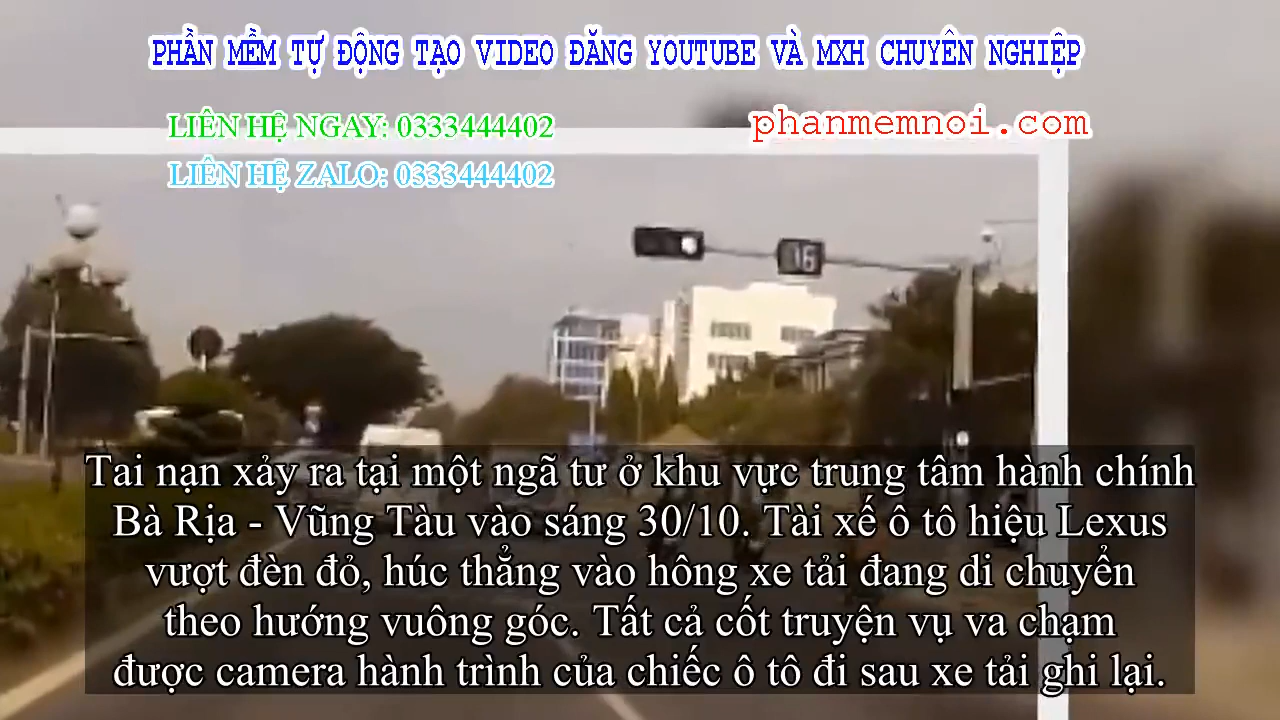 PHẦN MỀM TỰ ĐỘNG TẠO VIDEO ĐĂNG YOUTUBE VÀ MXH CHUYÊN NGHIỆP
LIÊN HỆ NGAY: 0333444402
phanmemnoi.com
LIÊN HỆ ZALO: 0333444402
16
Tai nạn xảy ra tại một ngã tư ở khu vực trung tâm hành chính
Bà Rịa - Vũng Tàu vào sáng 30/10. Tài xế ô tô hiệu Lexus
vượt đèn đỏ, húc thẳng vào hông xe tải đang di chuyển
theo hướng vuông góc. Tất cả cốt truyện vụ va chạm
được camera hành trình của chiếc ô tô đi sau xe tải ghi lại.